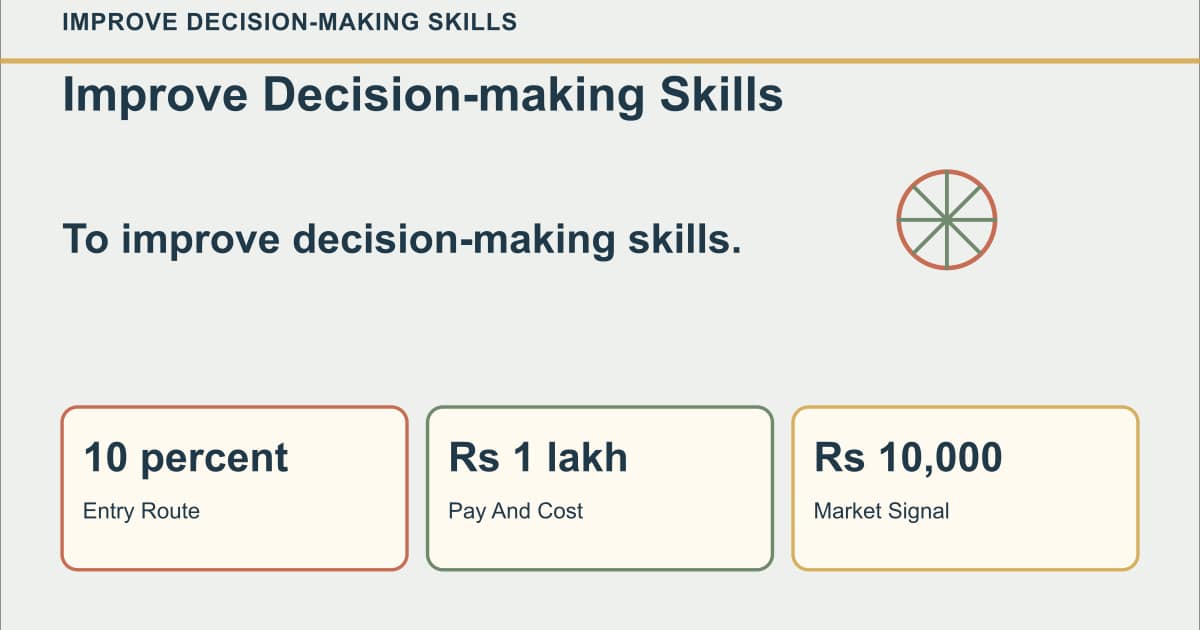 IMPROVE DECISION-MAKING SKILLS
Improve Decision-making Skills
To improve decision-making skills.
10 percent
Entry Route
Rs 1 lakh
Pay And Cost
Rs 10,000
Market Signal